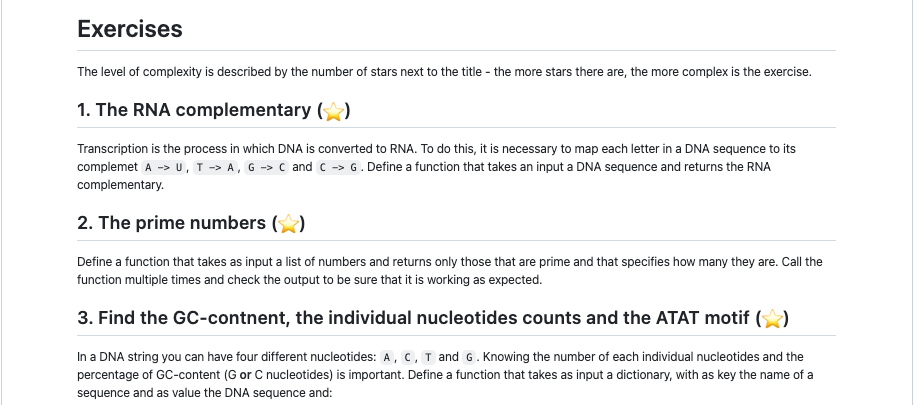 Exercises
The level of complexity is described by the number of stars next to the title - the more stars there are, the more complex is the exercise.
1. The RNA complementary (⭐)
Transcription is the process in which DNA is converted to RNA. To do this, it is necessary to map each letter in a DNA sequence to its
complemet A -> U , T -> A , G -> C and C -> G . Define a function that takes an input a DNA sequence and returns the RNA
complementary.
2. The prime numbers (⭐)
Define a function that takes as input a list of numbers and returns only those that are prime and that specifies how many they are. Call the
function multiple times and check the output to be sure that it is working as expected.
3. Find the GC-contnent, the individual nucleotides counts and the ATAT motif (⭐)
In a DNA string you can have four different nucleotides: A , C , T and G . Knowing the number of each individual nucleotides and the
percentage of GC-content (G or C nucleotides) is important. Define a function that takes as input a dictionary, with as key the name of a
sequence and as value the DNA sequence and: